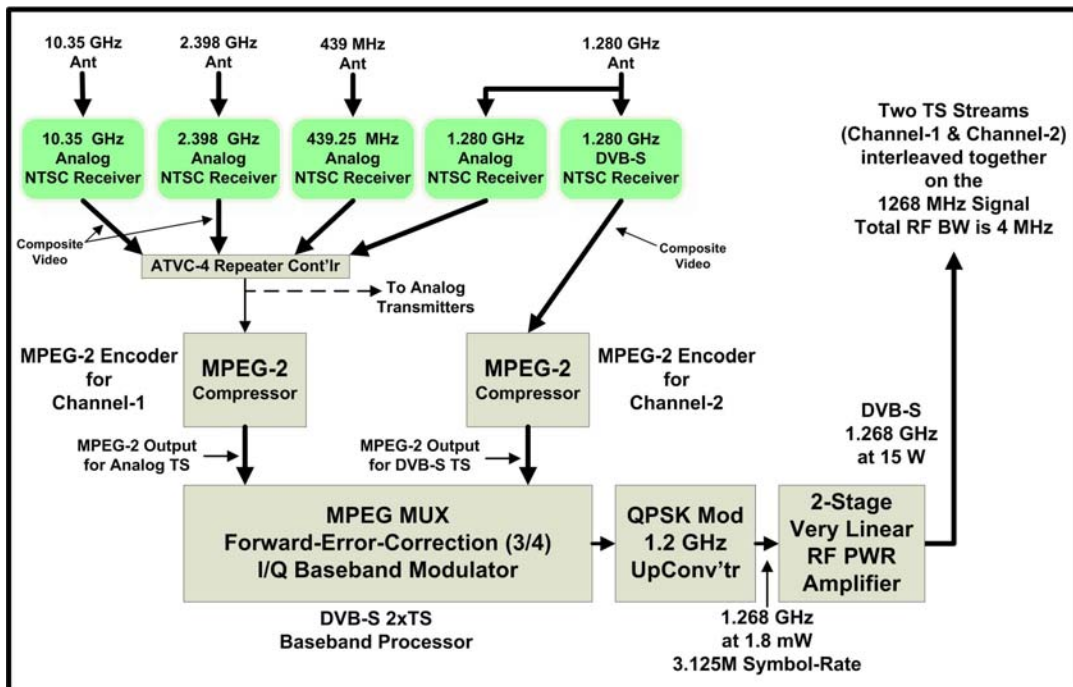 10.35 GHz
Ant
2.398 GHz
Ant
439 MHz
Ant
1.280 GHz
Ant
10.35 GHz
Analog
NTSC Receiver
2.398 GHz
Analog
NTSC Receiver
439.25 MHz
Analog
NTSC Receiver
1.280 GHz
Analog
NTSC Receiver
1.280 GHz
DVB-S
NTSC Receiver
Two TS Streams
(Channel-1 & Channel-2)
interleaved together
on the
1268 MHz Signal
Total RF BW is 4 MHz
Composite
Video
ATVC-4 Repeater Cont'lr
Composite
Video
To Analog
Transmitters
MPEG-2 Encoder
for
Channel-1
MPEG-2
Compressor
MPEG-2
Compressor
MPEG-2 Encoder
for
Channel-2
MPEG-2 Output
for Analog TS
MPEG-2 Output
for DVB-S TS
DVB-S
1.268 GHz
at 15 W
MPEG MUX
Forward-Error-Correction (3/4)
I/Q Baseband Modulator
QPSK Mod
1.2 GHz
UpConv'tr
2-Stage
Very Linear
RF PWR
Amplifier
DVB-S 2xTS
Baseband Processor
1.268 GHz
at 1.8 mW
3.125M Symbol-Rate